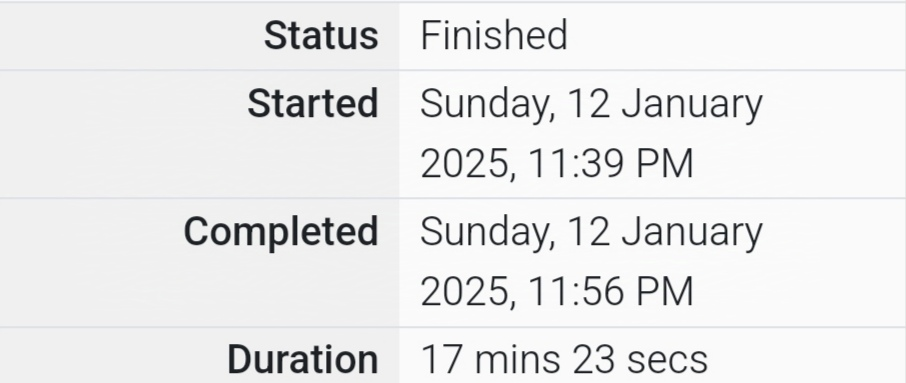 Status Finished
Started Sunday, 12 January
2025, 11:39 PM
Completed Sunday, 12 January
2025, 11:56 PM
Duration 17 mins 23 secs